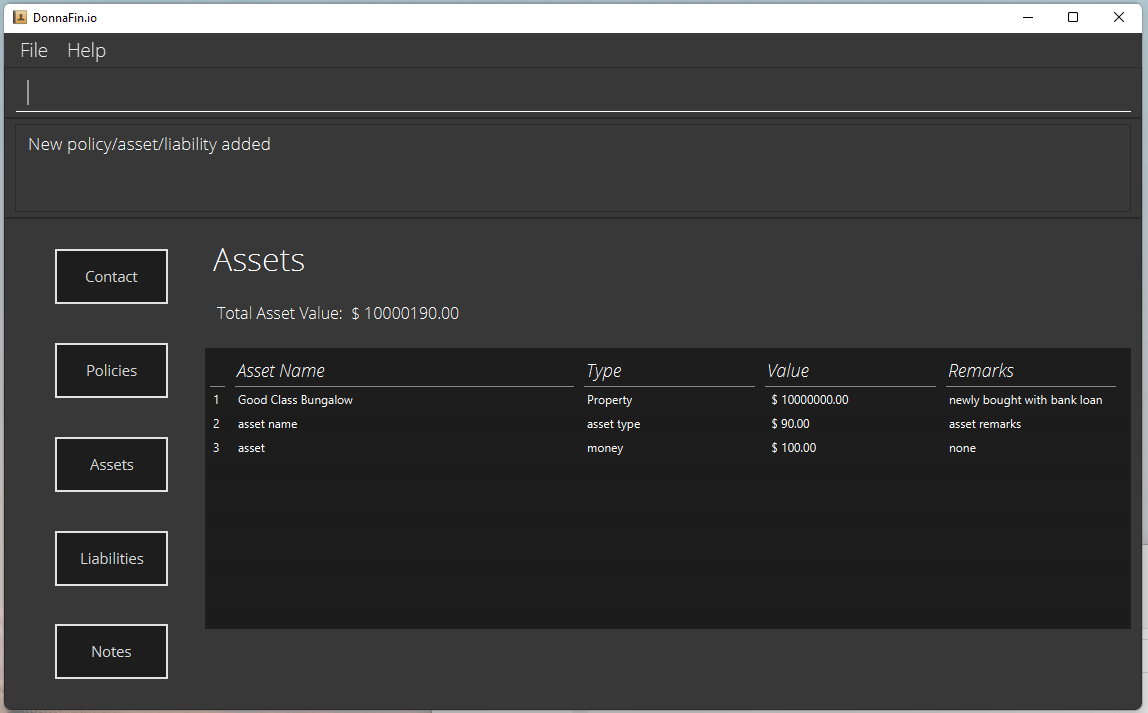 DonnaFin.io
File Help
New policy/asset/liability added
Contact
Policies
Assets
Liabilities
Notes
Assets
Total Asset Value: $ 10000190.00
Asset Name Type Value Remarks
1 Good Class Bungalow Property $ 10000000.00 newly bought with bank loan
2 asset name asset type $ 90.00 asset remarks
3 asset money $ 100.00 none